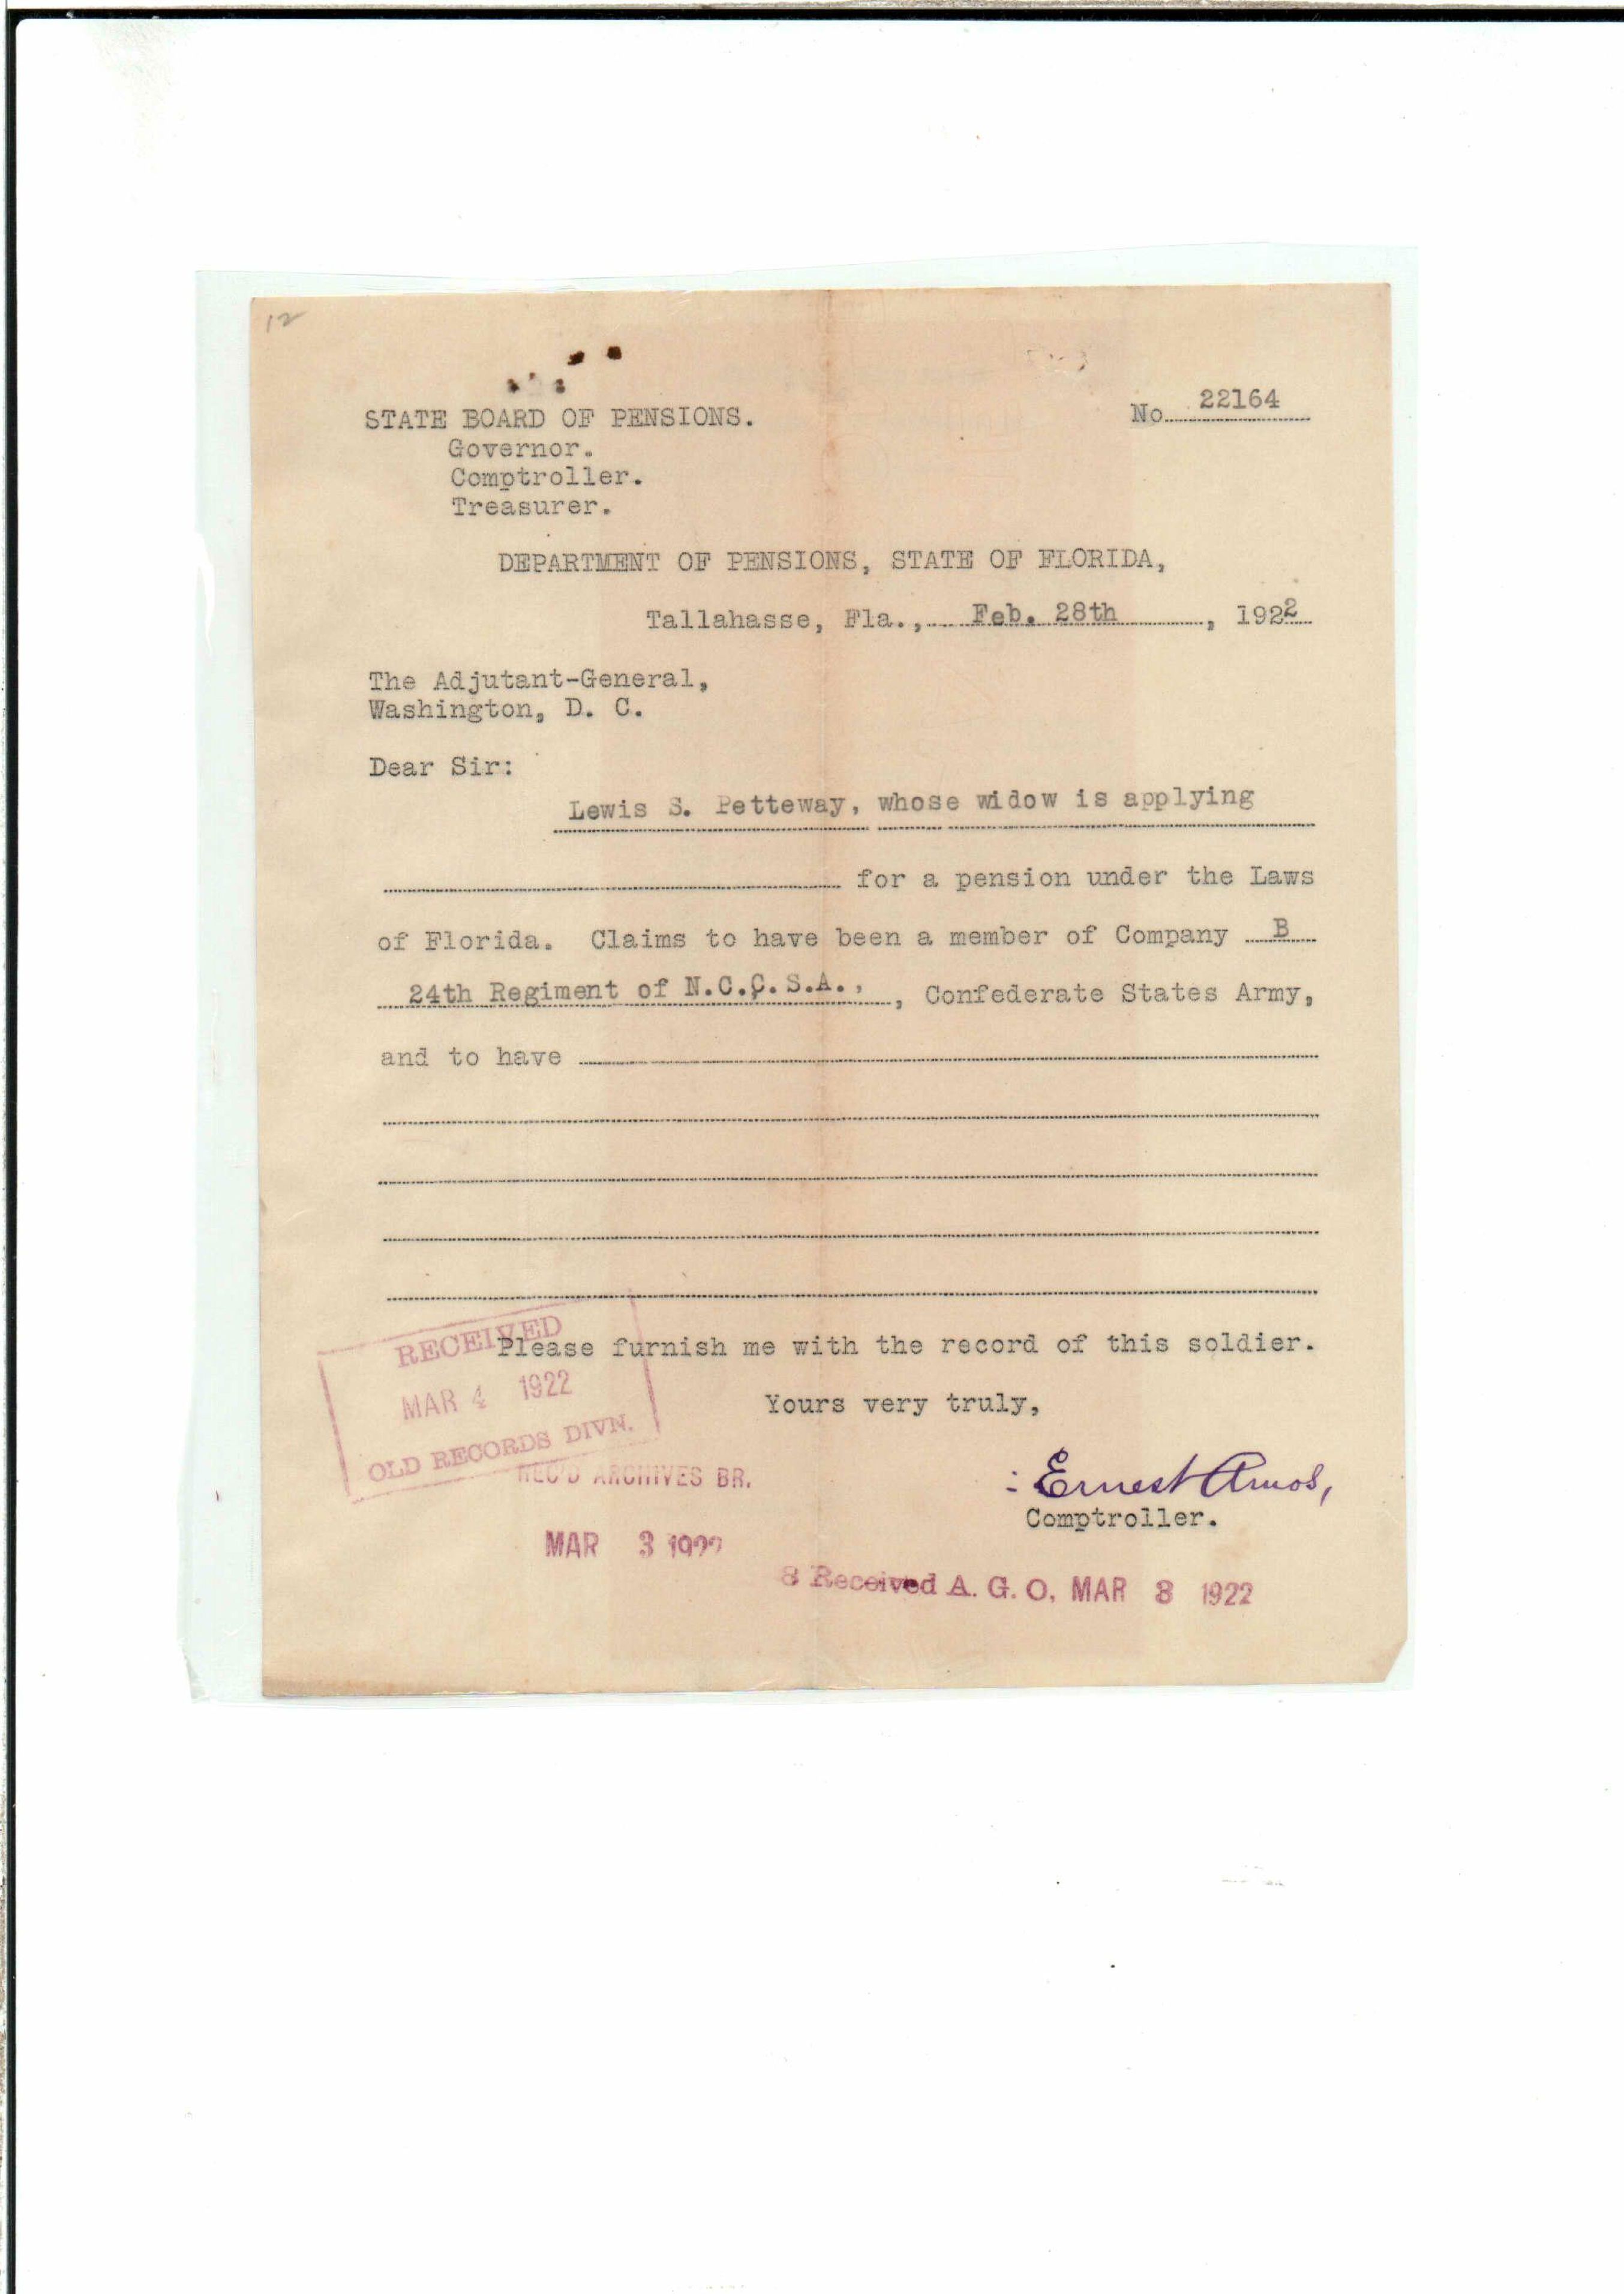 12
STATE BOARD OF PENSIONS.
No. 22164
Governor.
Comptroller.
Treasurer.
DEPARTMENT OF PENSIONS, STATE OF FLORIDA,
Tallahasse, Fla., Feb. 28th, 1922
The Adjutant-General,
Washington, D. C.
Dear Sir:
Lewis S. Petteway, whose widow is applying
for a pension under the Laws
of Florida. Claims to have been a member of Company B
24th Regiment of N.C.C.S.A., , Confederate States Army,
and to have
Please furnish me with the record of this soldier.
RECEIVED
MAR 4 1922
OLD RECORDS DIVN.
Yours very truly,
Ernest Amos,
Comptroller.
REC'D ARCHIVES BR.
MAR 3 1922
8 Received A. G. O. MAR 3 1922